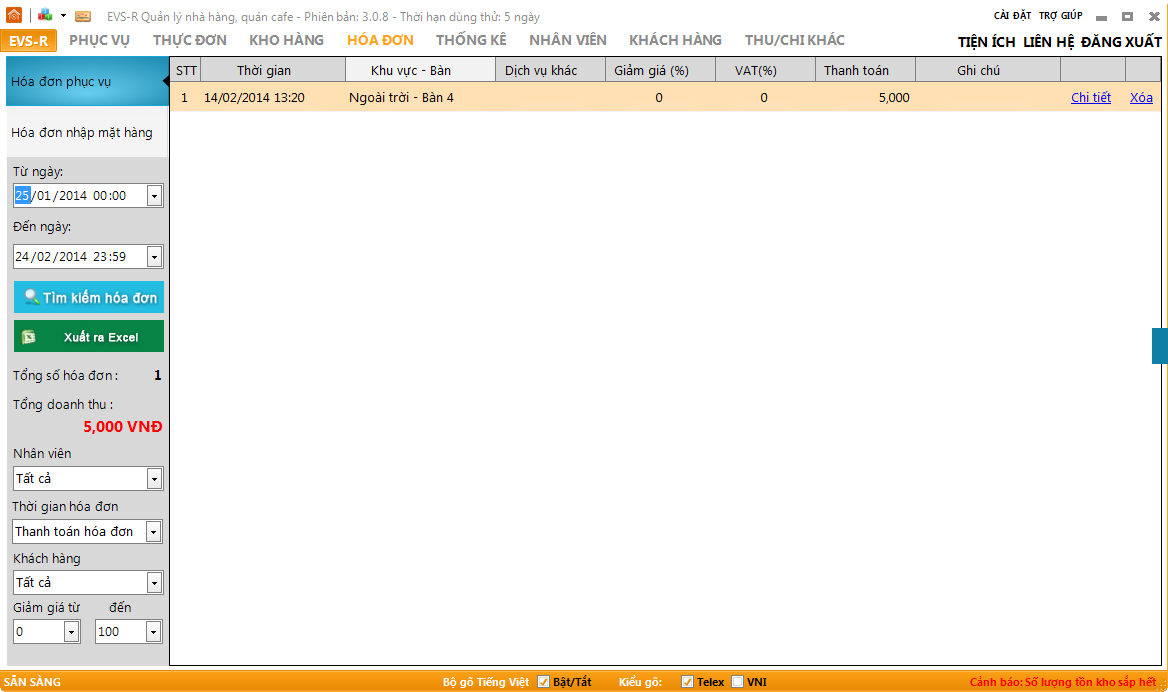 EVS-R Quản lý nhà hàng, quán cafe - Phiên bản: 3.0.8 - Thời hạn dùng thử: 5 ngày
CÀI ĐẶT TRỢ GIÚP
EVS-R PHỤC VỤ THỰC ĐƠN KHO HÀNG HÓA ĐƠN THỐNG KÊ NHÂN VIÊN KHÁCH HÀNG THU/CHI KHÁC
TIỆN ÍCH LIÊN HỆ ĐĂNG XUẤT
Hóa đơn phục vụ
Hóa đơn nhập mặt hàng
STT Thời gian Khu vực - Bàn Dịch vụ khác Giảm giá (%) VAT(%) Thanh toán Ghi chú
1 14/02/2014 13:20 Ngoài trời - Bàn 4 0 0 5,000 Chi tiết Xóa
Từ ngày:
25/01/2014 00:00
Đến ngày:
24/02/2014 23:59
Tìm kiếm hóa đơn
Xuất ra Excel
Tổng số hóa đơn : 1
Tổng doanh thu :
5,000 VNĐ
Nhân viên
Tất cả
Thời gian hóa đơn
Thanh toán hóa đơn
Khách hàng
Tất cả
Giảm giá từ đến
0 100
SẴN SÀNG
Bộ gõ Tiếng Việt Bật/Tắt Kiểu gõ: Telex VNI
Cảnh báo: Số lượng tồn kho sắp hết